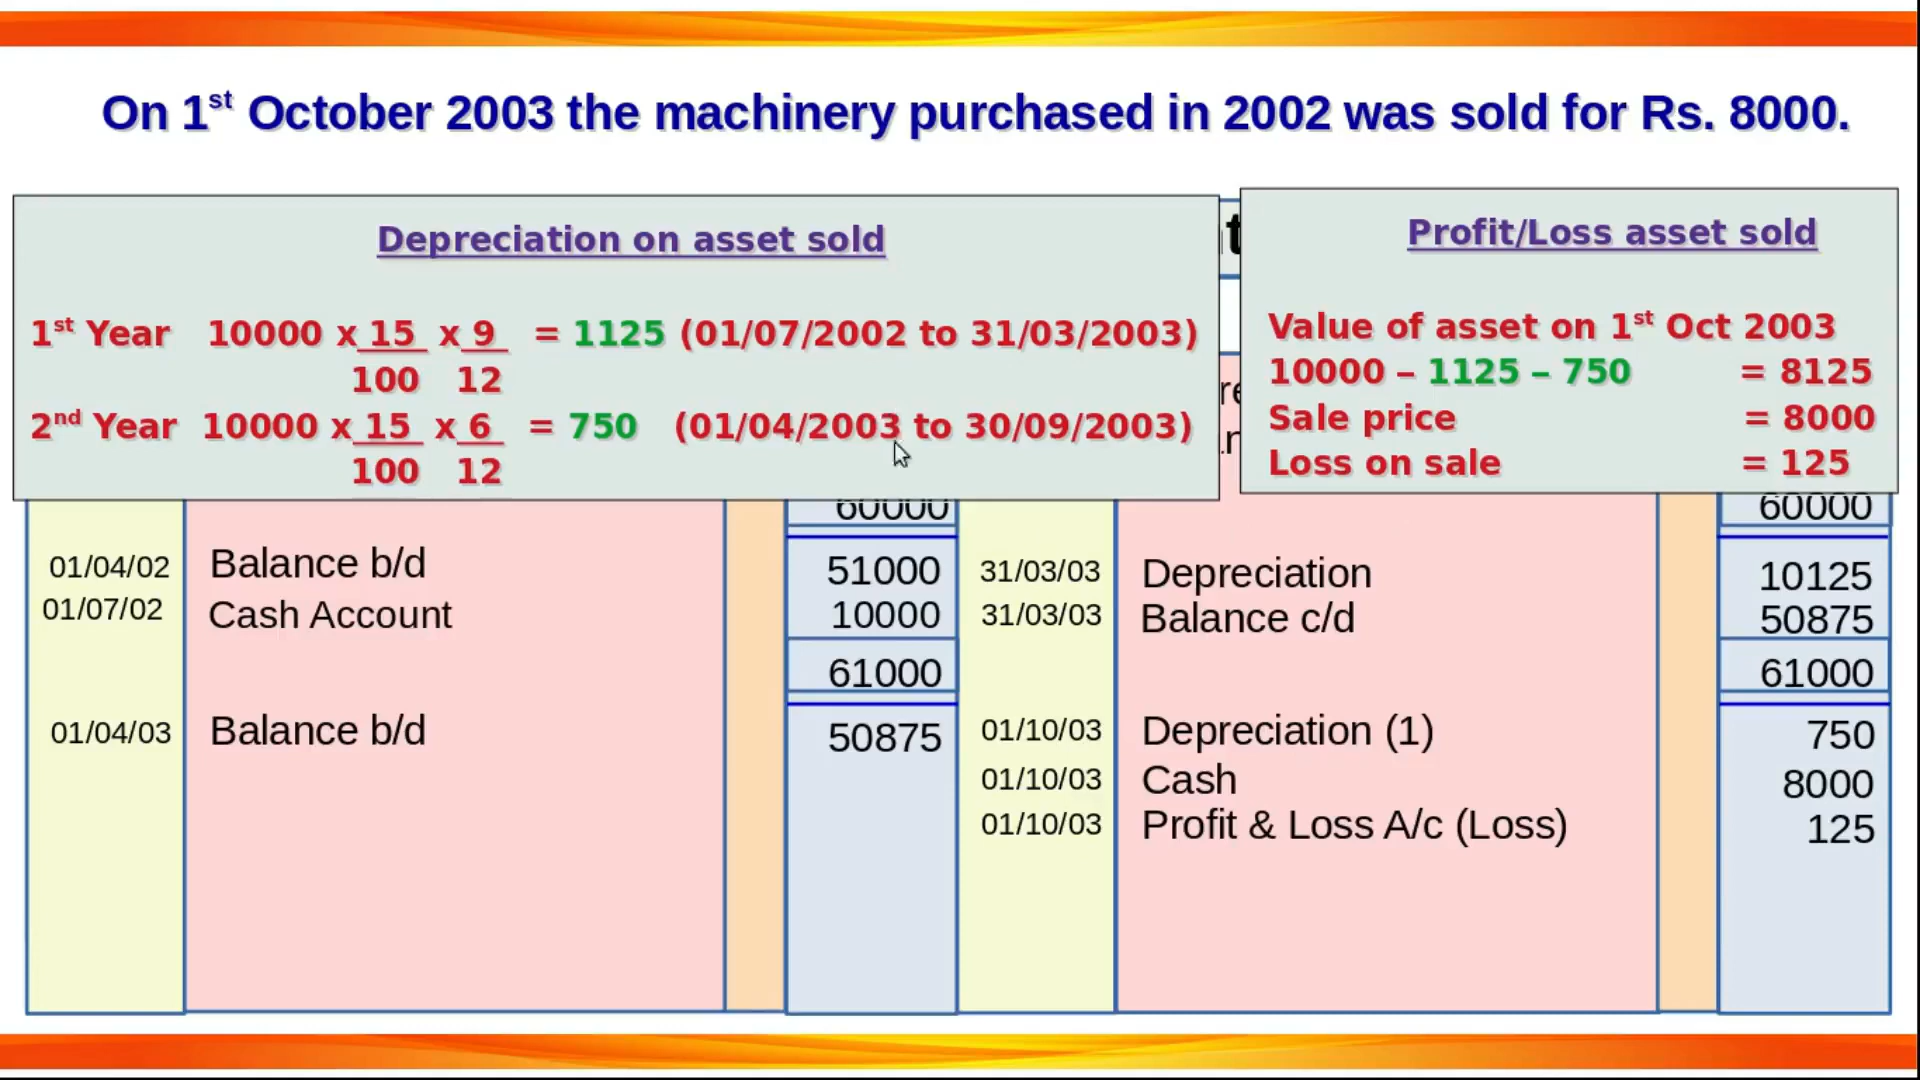 On 1st October 2003 the machinery purchased in 2002 was sold for Rs. 8000.
Depreciation on asset sold
1st Year 10000 x 15 x 9 = 1125 (01/07/2002 to 31/03/2003)
100 12
2nd Year 10000 x 15 x 6 = 750 (01/04/2003 to 30/09/2003)
100 12
Profit/Loss asset sold
Value of asset on 1st Oct 2003
10000 – 1125 – 750 = 8125
Sale price = 8000
Loss on sale = 125
60000 60000
01/04/02 Balance b/d 51000 31/03/03 Depreciation 10125
01/07/02 Cash Account 10000 31/03/03 Balance c/d 50875
61000 61000
01/04/03 Balance b/d 50875 01/10/03 Depreciation (1) 750
01/10/03 Cash 8000
01/10/03 Profit & Loss A/c (Loss) 125